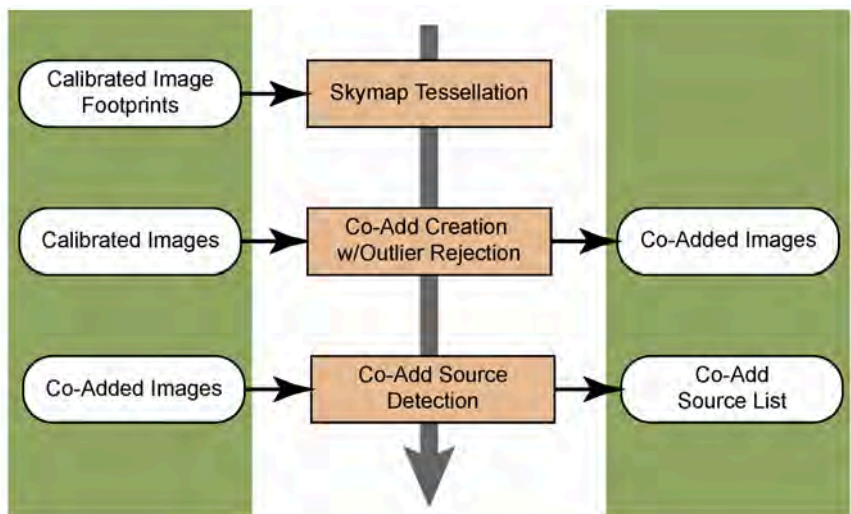 Calibrated Image
Footprints
Skymap Tessellation
Calibrated Images
Co-Add Creation
w/Outlier Rejection
Co-Added Images
Co-Added Images
Co-Add Source
Detection
Co-Add
Source List